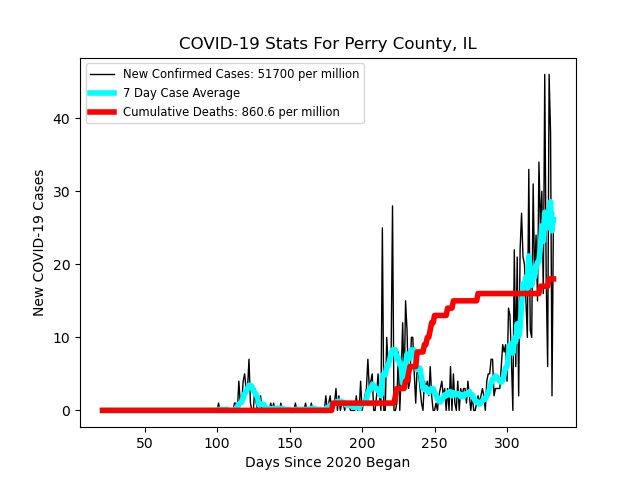 COVID-19 Stats For Perry County, IL
New Confirmed Cases: 51700 per million
7 Day Case Average
Cumulative Deaths: 860.6 per million
New COVID-19 Cases
40
30
20
10
0
50 100 150 200 250 300
Days Since 2020 Began